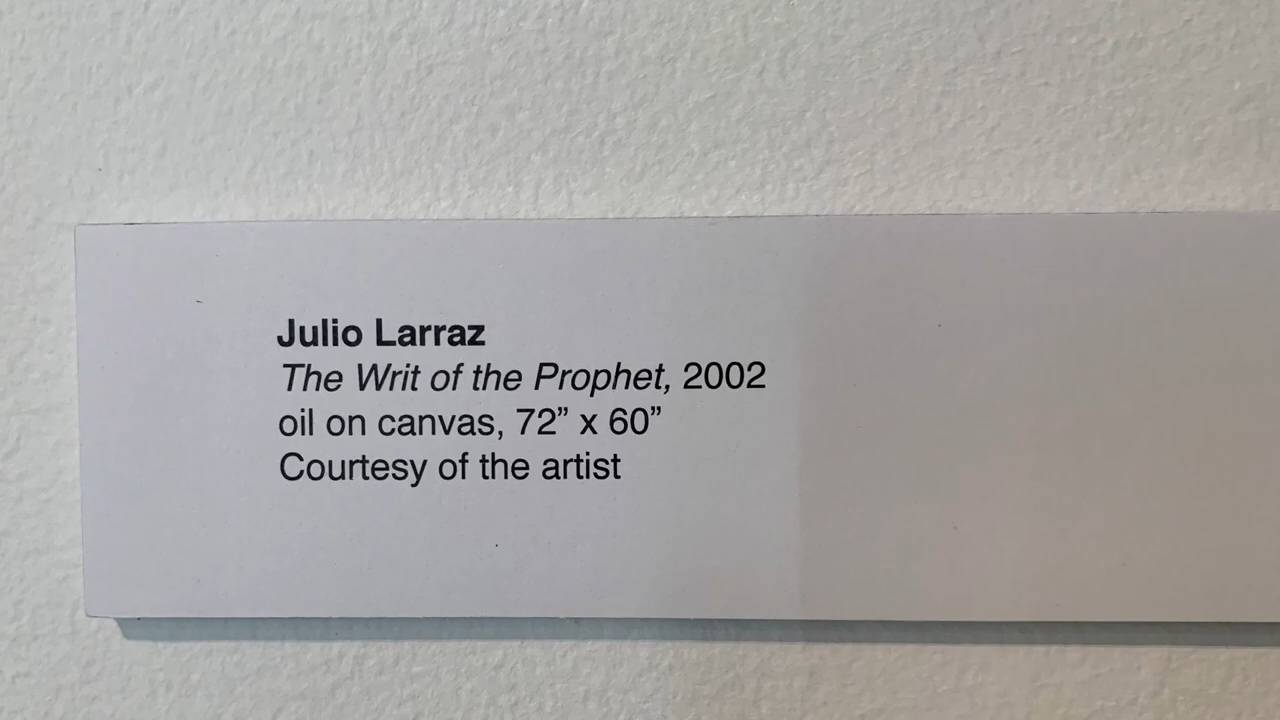 Julio Larraz
The Writ of the Prophet, 2002
oil on canvas, 72” x 60”
Courtesy of the artist